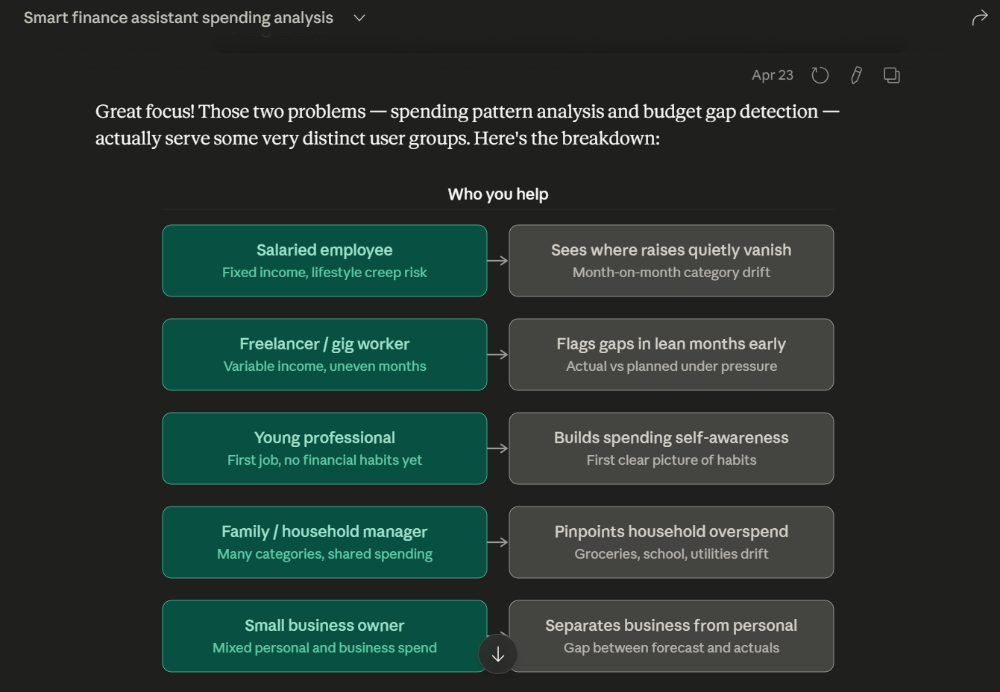 Smart finance assistant spending analysis
Apr 23
Great focus! Those two problems — spending pattern analysis and budget gap detection —
actually serve some very distinct user groups. Here's the breakdown:
Who you help
Salaried employee
Fixed income, lifestyle creep risk
Sees where raises quietly vanish
Month-on-month category drift
Freelancer / gig worker
Variable income, uneven months
Flags gaps in lean months early
Actual vs planned under pressure
Young professional
First job, no financial habits yet
Builds spending self-awareness
First clear picture of habits
Family / household manager
Many categories, shared spending
Pinpoints household overspend
Groceries, school, utilities drift
Small business owner
Mixed personal and business spend
Separates business from personal
Gap between forecast and actuals